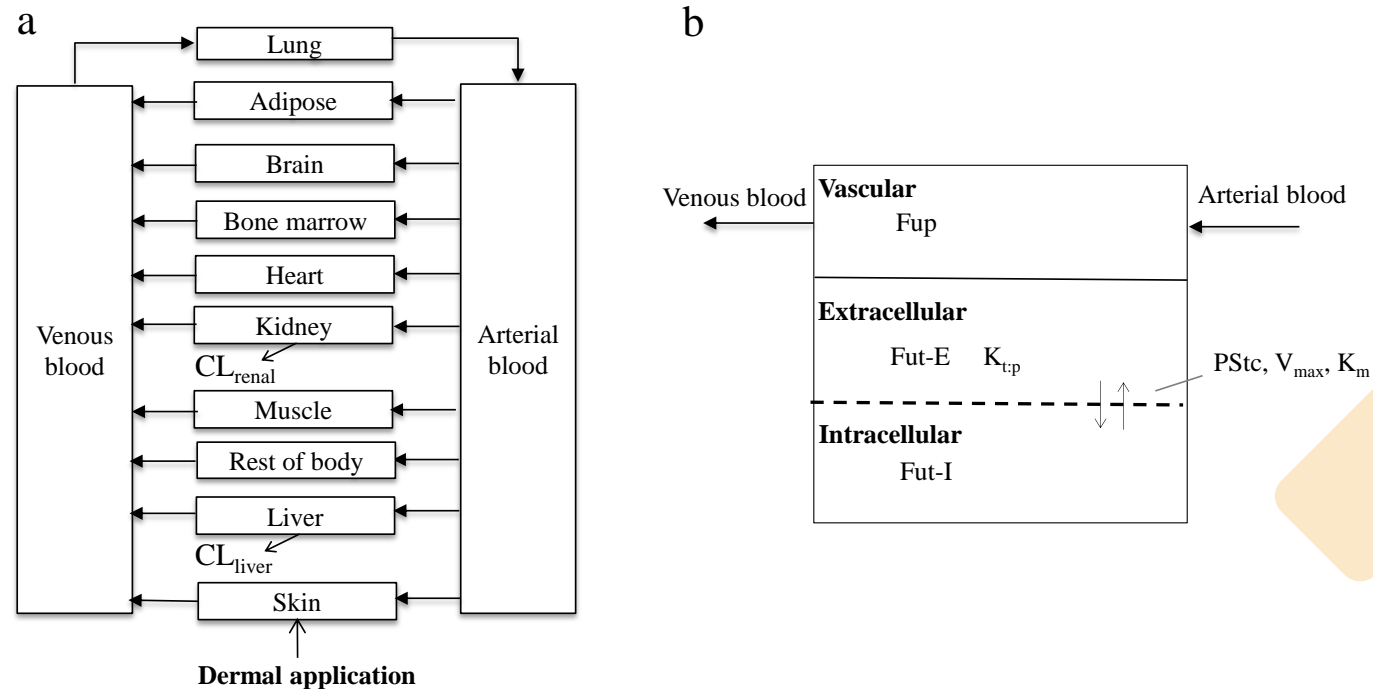 a
Lung
Adipose
Brain
Bone marrow
Heart
Kidney
CLrenal
Muscle
Rest of body
Liver
CLliver
Skin
Dermal application
Venous
blood
Arterial
blood
b
Venous blood
Arterial blood
Vascular
Fup
Extracellular
Fut-E Kt:p
PStc, Vmax, Km
Intracellular
Fut-I